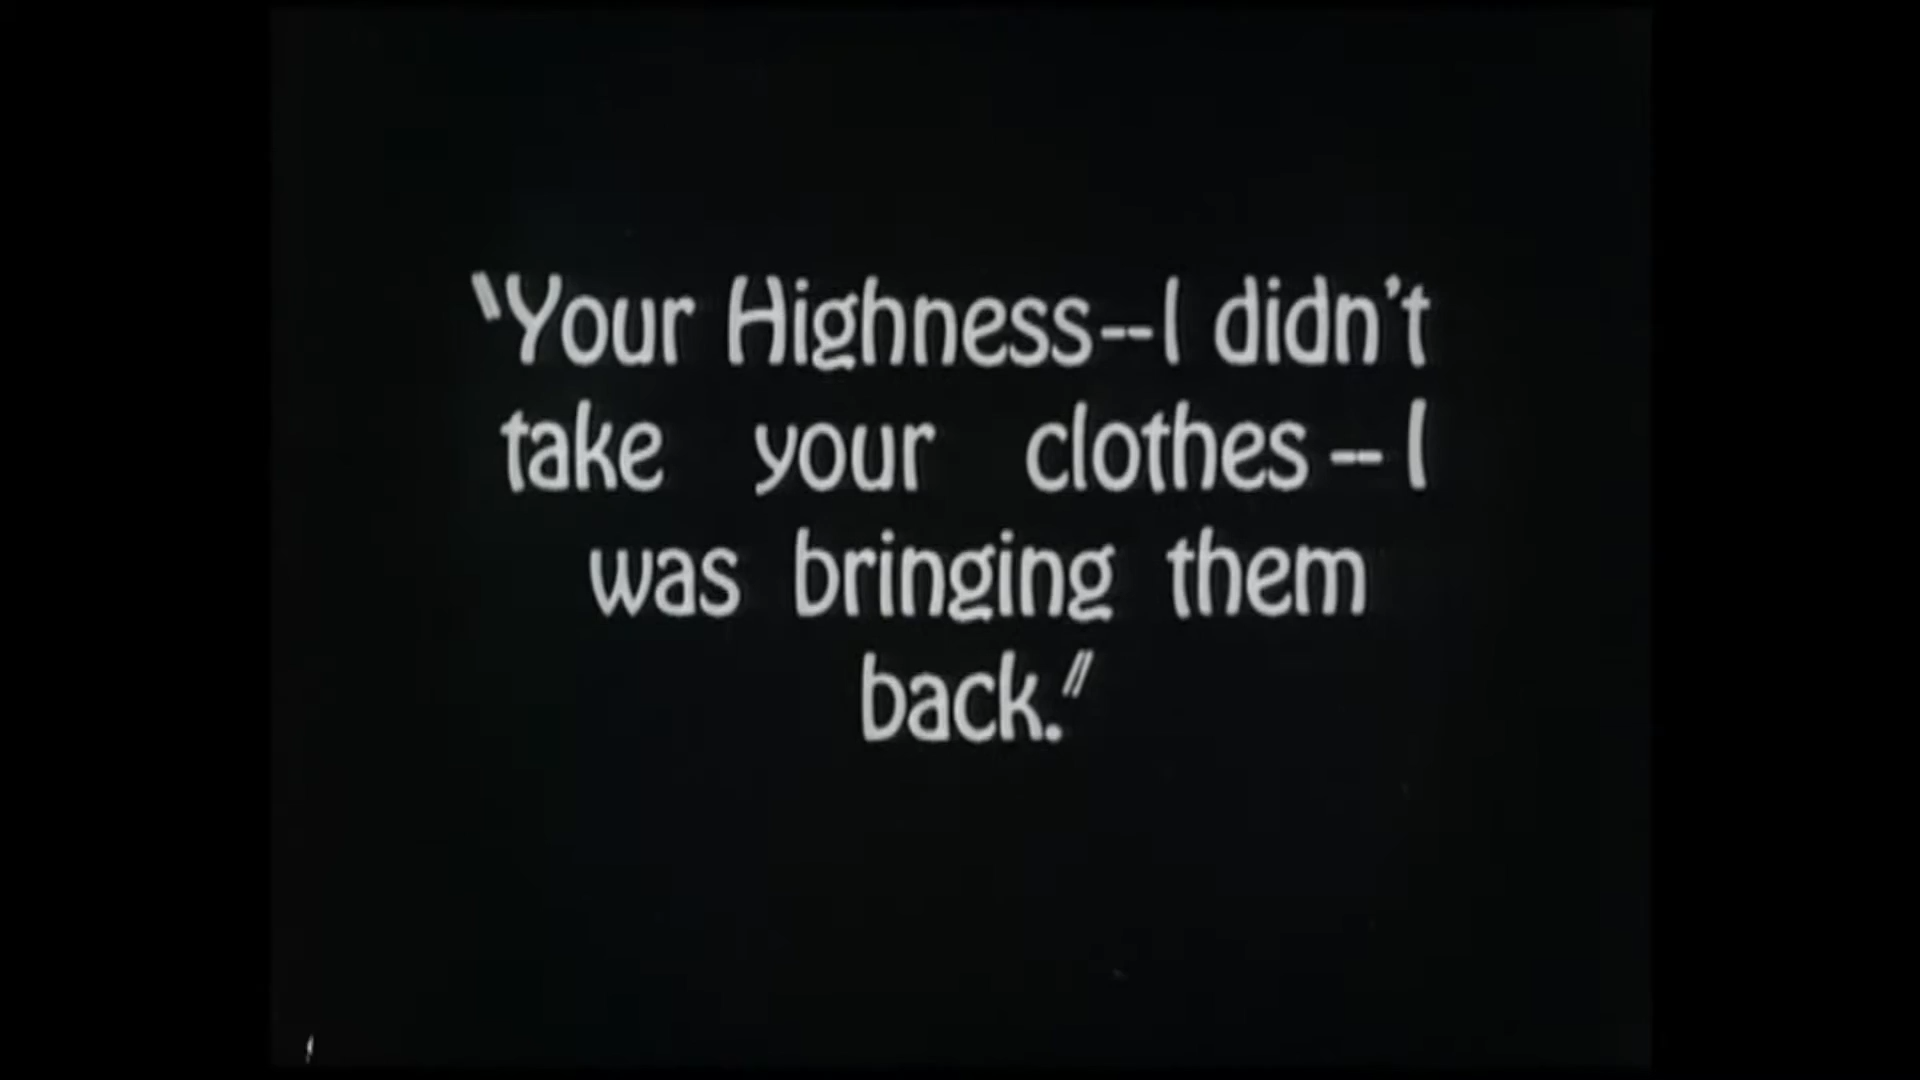 "Your Highness--I didn't
take your clothes--I
was bringing them
back."